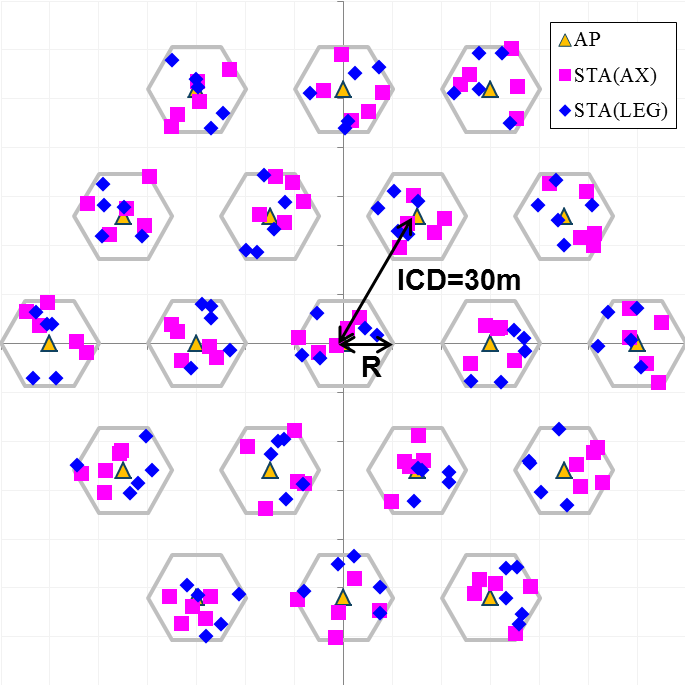 AP
STA(AX)
STA(LEG)
ICD=30m
R